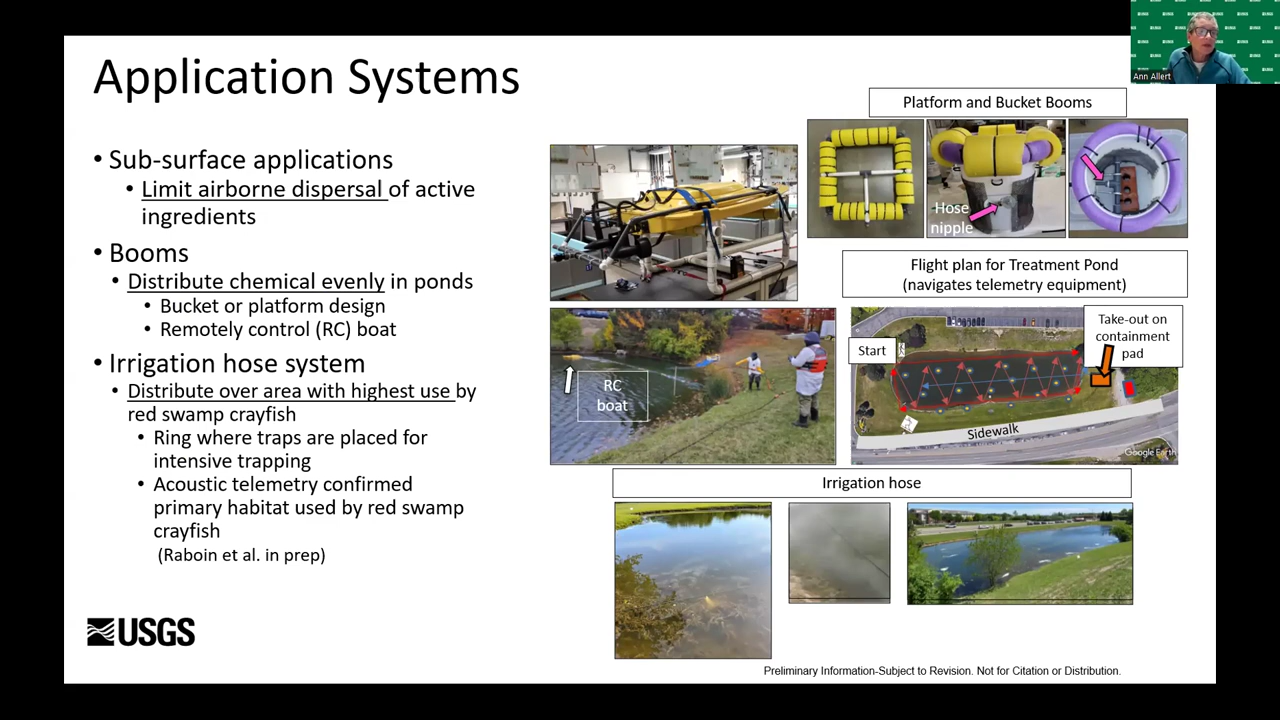 Application Systems
• Sub-surface applications
• Limit airborne dispersal of active
ingredients
• Booms
• Distribute chemical evenly in ponds
• Bucket or platform design
• Remotely control (RC) boat
• Irrigation hose system
• Distribute over area with highest use by
red swamp crayfish
• Ring where traps are placed for
intensive trapping
• Acoustic telemetry confirmed
primary habitat used by red swamp
crayfish
(Raboin et al. in prep)
USGS
Platform and Bucket Booms
Hose
nipple
Flight plan for Treatment Pond
(navigates telemetry equipment)
RC
boat
Start
Take-out on
containment
pad
Sidewalk
Google Earth
Irrigation hose
Preliminary Information-Subject to Revision. Not for Citation or Distribution.
Ann Allert